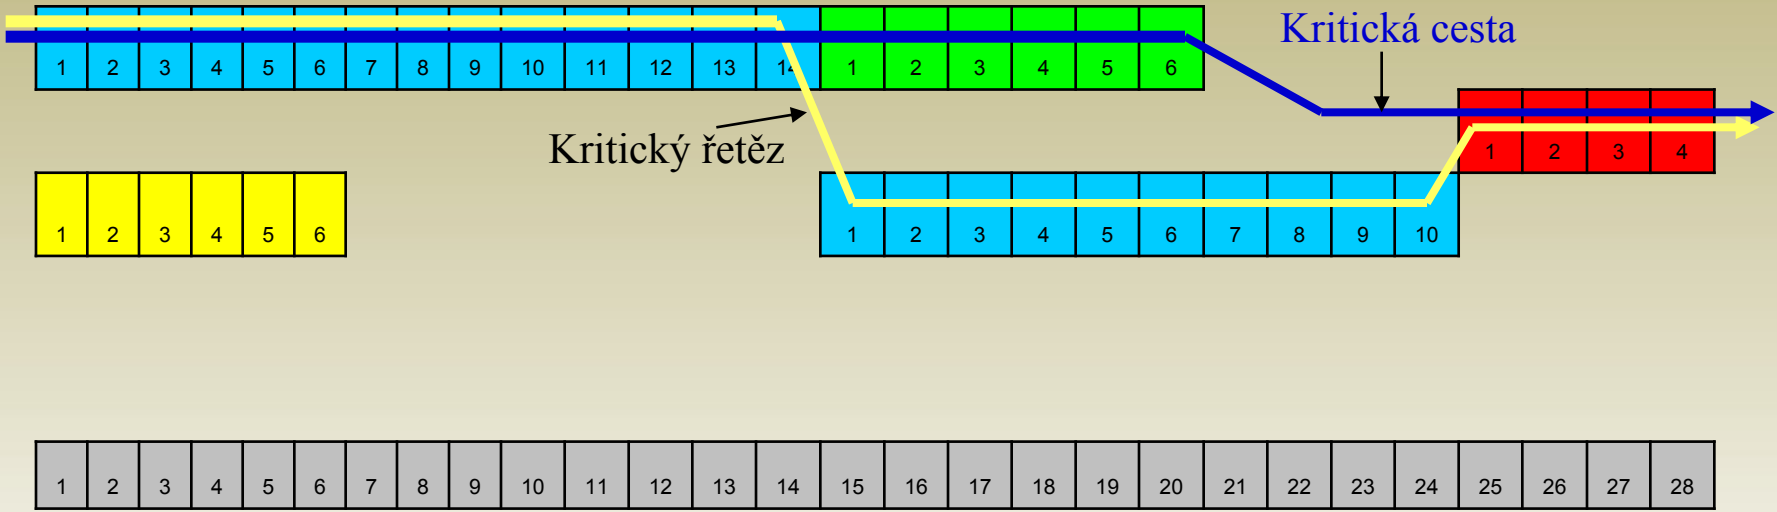 Kritická cesta
1 2 3 4 5 6 7 8 9 10 11 12 13 14 1 2 3 4 5 6
Kritický řetěz
1 2 3 4
1 2 3 4 5 6 1 2 3 4 5 6 7 8 9 10
1 2 3 4 5 6 7 8 9 10 11 12 13 14 15 16 17 18 19 20 21 22 23 24 25 26 27 28